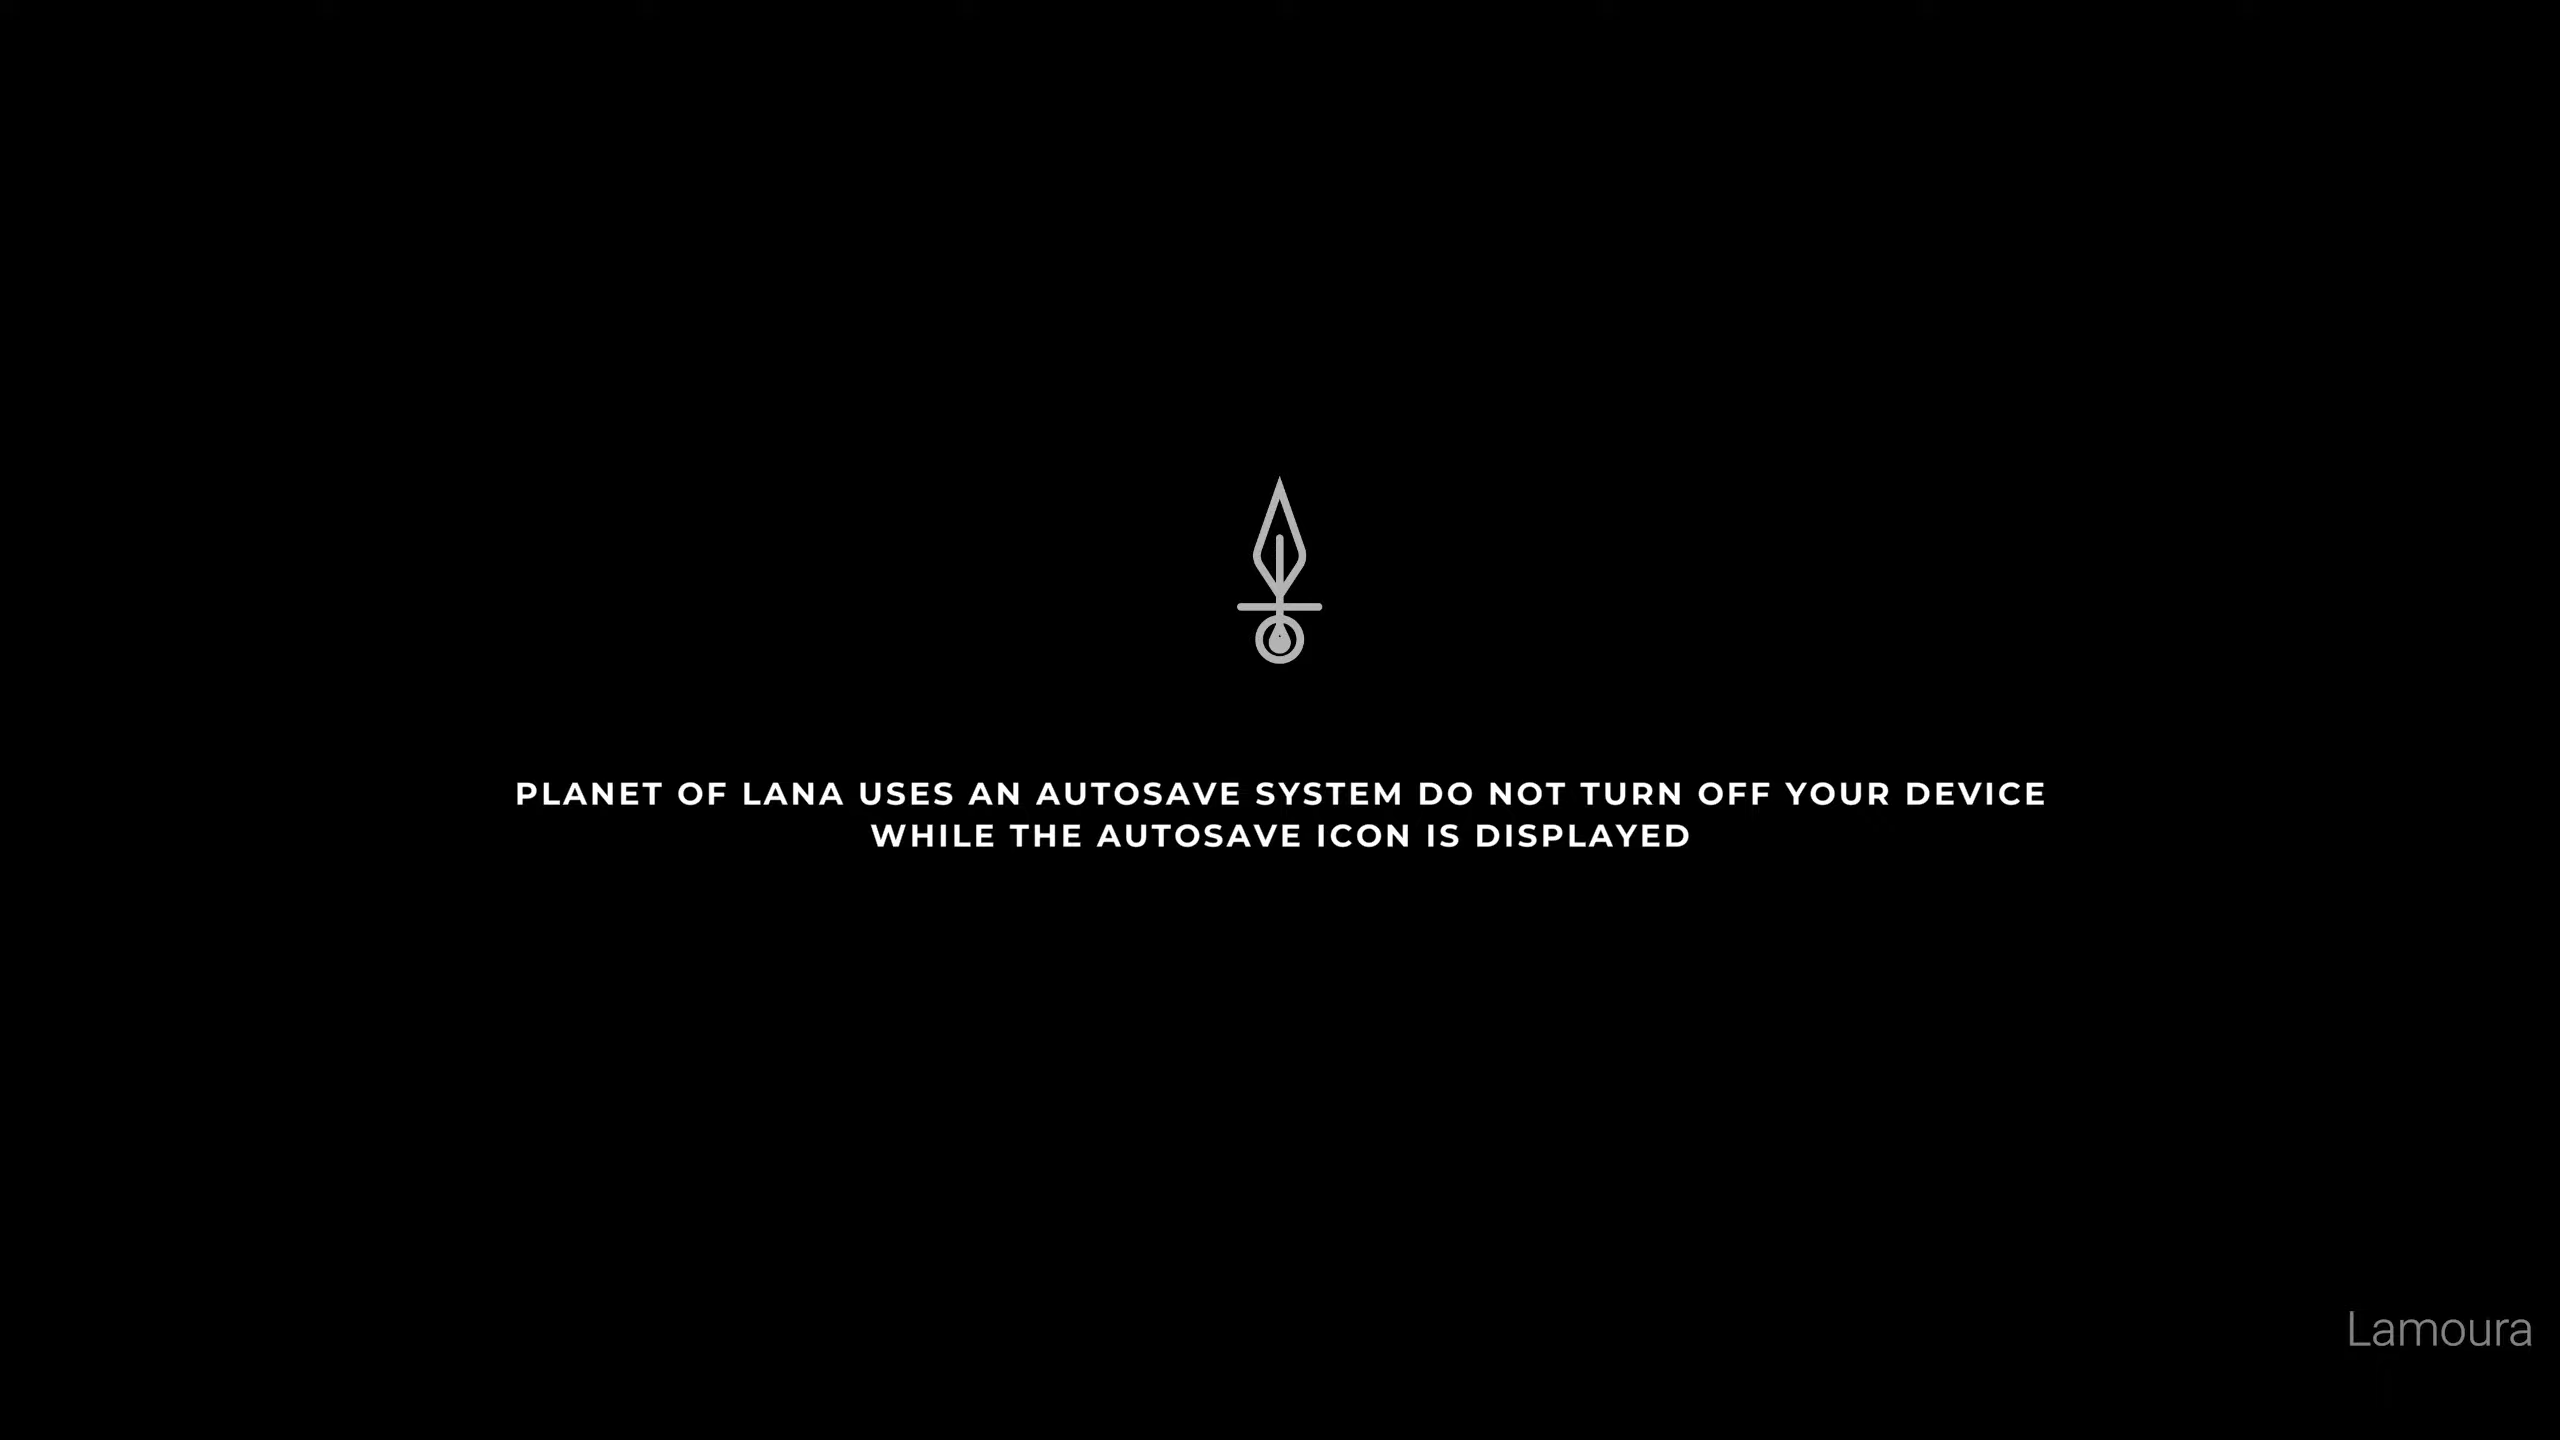 PLANET OF LANA USES AN AUTOSAVE SYSTEM DO NOT TURN OFF YOUR DEVICE
WHILE THE AUTOSAVE ICON IS DISPLAYED
Lamoura